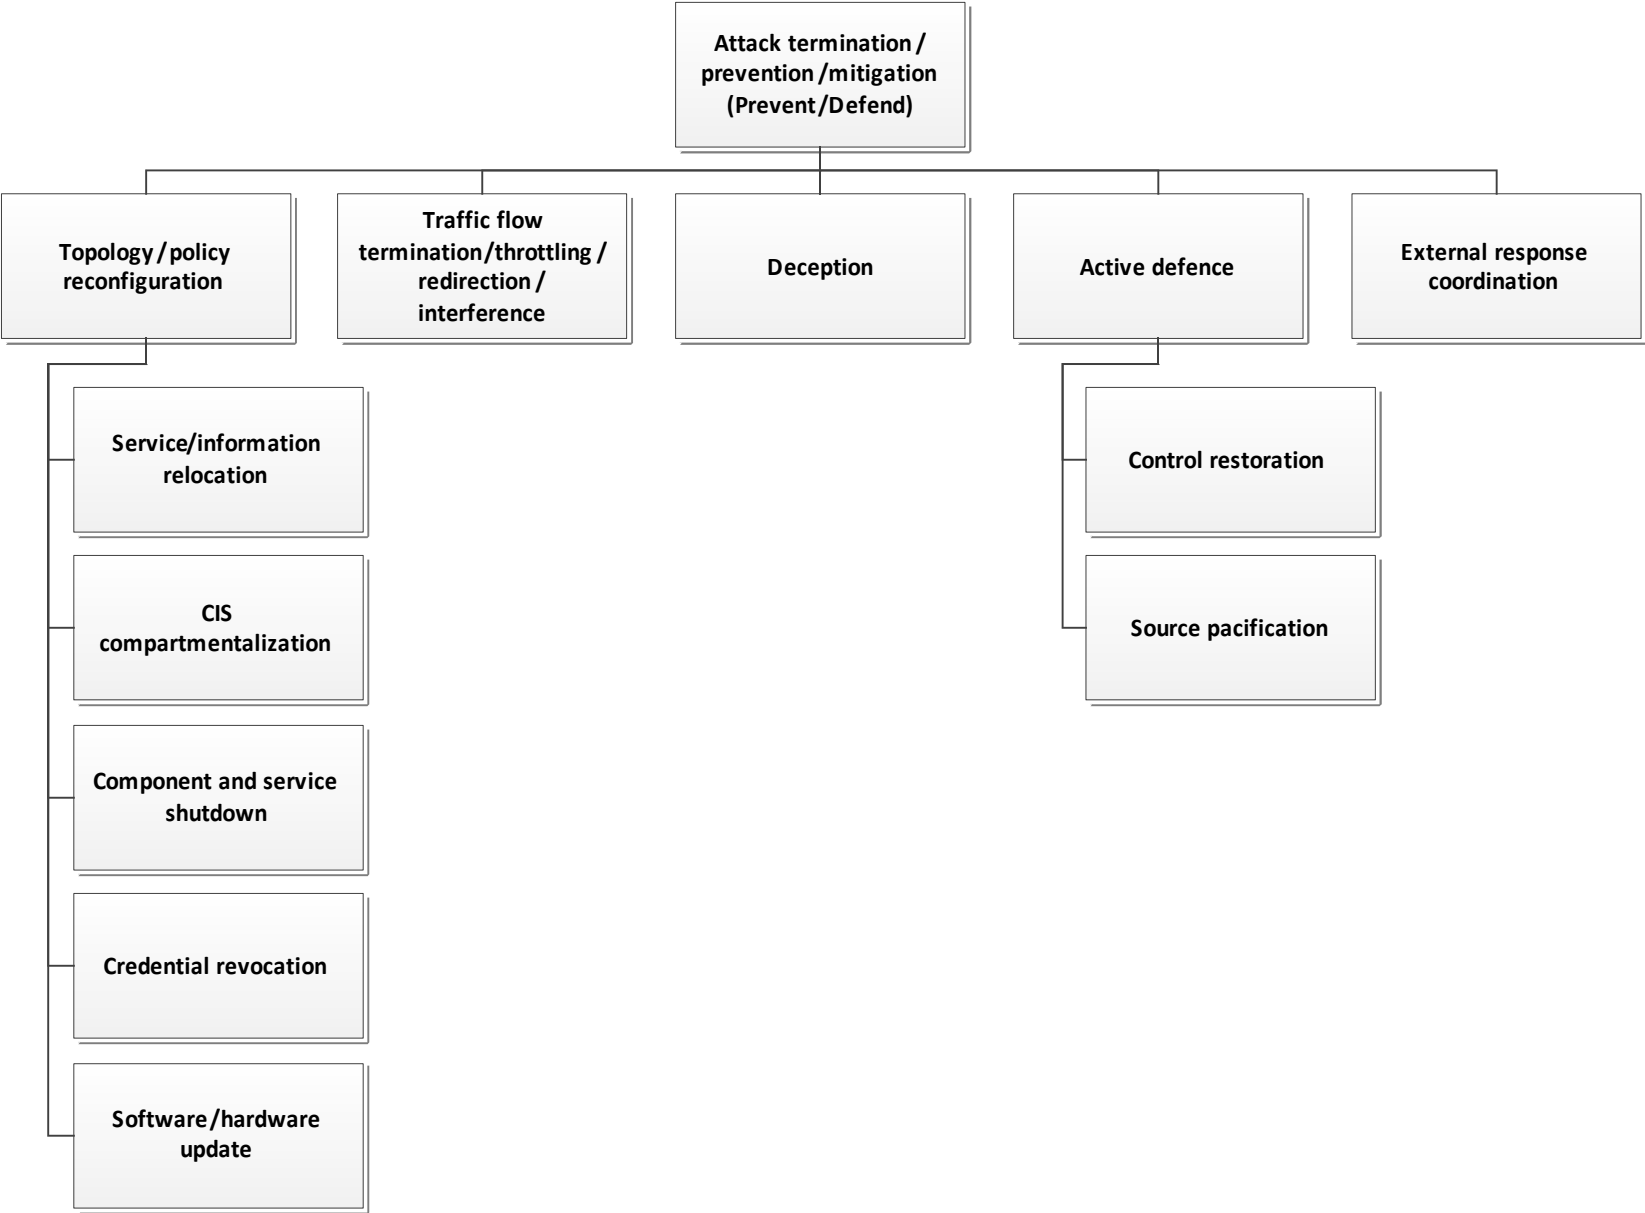 Attack termination/
prevention/mitigation
(Prevent/Defend)
Topology/policy
reconfiguration
Traffic flow
termination/throttling/
redirection/
interference
Deception
Active defence
External response
coordination
Service/information
relocation
CIS
compartmentalization
Component and service
shutdown
Credential revocation
Software/hardware
update
Control restoration
Source pacification